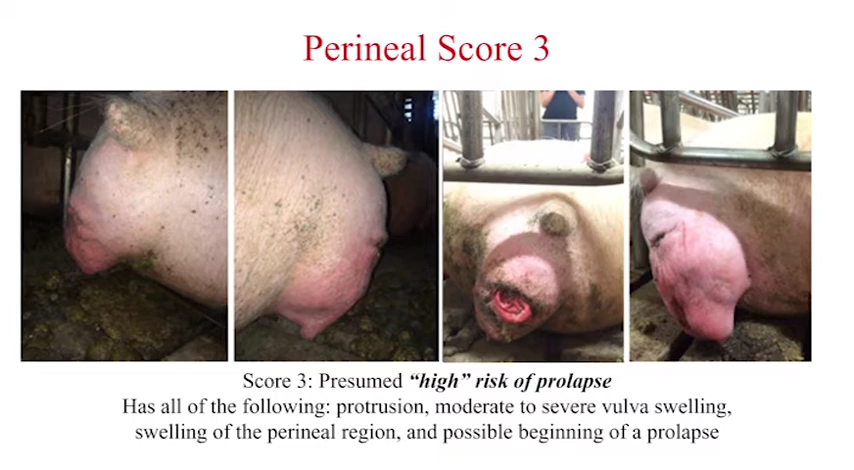 Perineal Score 3
Score 3: Presumed “high” risk of prolapse
Has all of the following: protrusion, moderate to severe vulva swelling,
swelling of the perineal region, and possible beginning of a prolapse